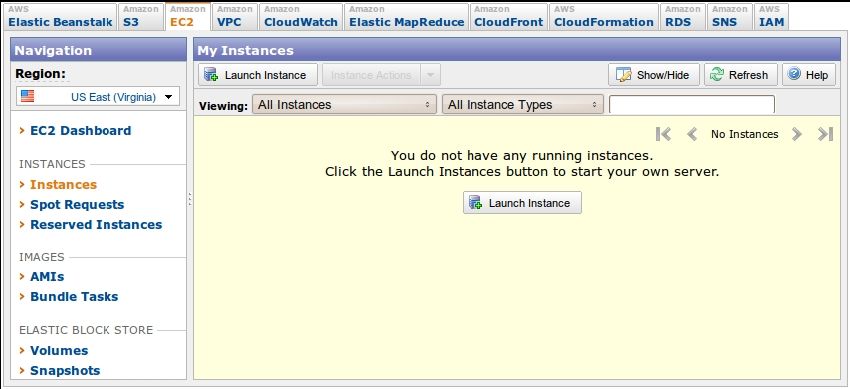 AWS Amazon Amazon Amazon Amazon Amazon Amazon AWS Amazon Amazon AWS
Elastic Beanstalk S3 EC2 VPC CloudWatch Elastic MapReduce CloudFront CloudFormation RDS SNS IAM
Navigation
Region:
US East (Virginia)
EC2 Dashboard
INSTANCES
Instances
Spot Requests
Reserved Instances
IMAGES
AMIs
Bundle Tasks
ELASTIC BLOCK STORE
Volumes
Snapshots
My Instances
Launch Instance Instance Actions Show/Hide Refresh Help
Viewing: All Instances All Instance Types
No Instances
You do not have any running instances.
Click the Launch Instances button to start your own server.
Launch Instance